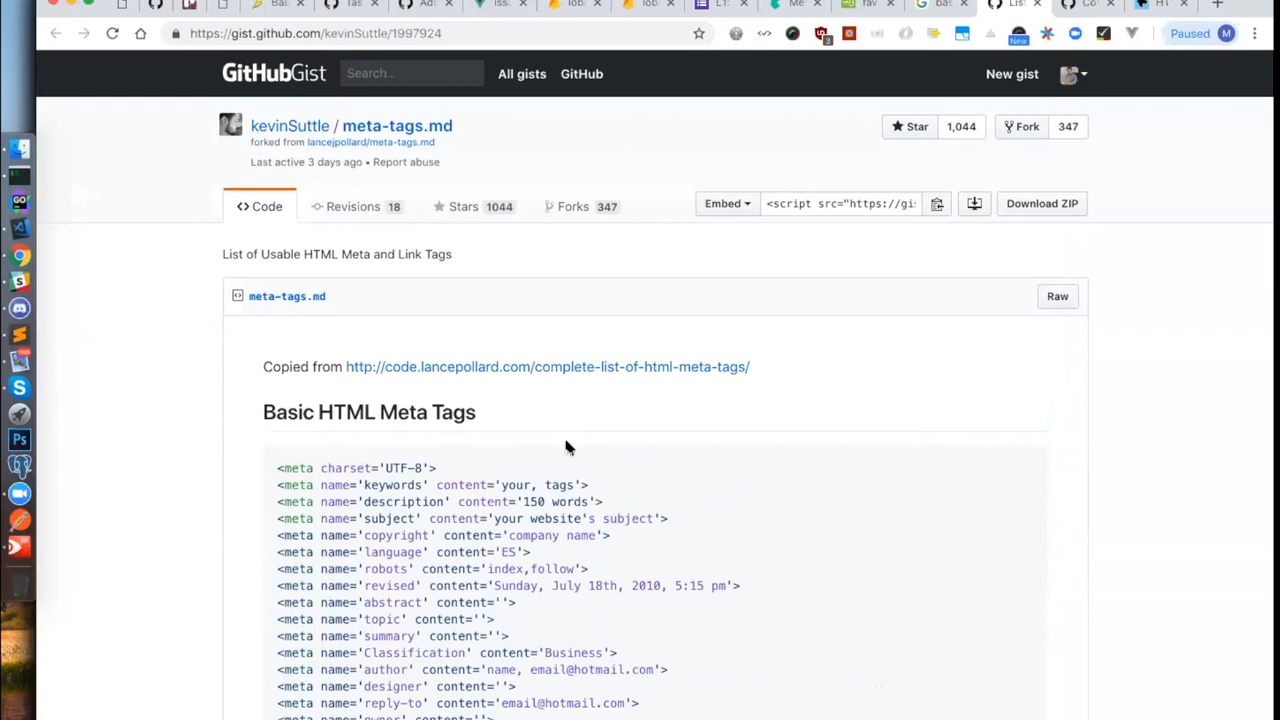 https://gist.github.com/kevinSuttle/1997924
3
New
Paused
M
GitHubGist
Search...
All gists
GitHub
New gist
kevinSuttle / meta-tags.md
forked from lancejpollard/meta-tags.md
Last active 3 days ago • Report abuse
Star 1,044
Fork 347
Code
Revisions 18
Stars 1044
Forks 347
Embed
<script src="https://gi
Download ZIP
List of Usable HTML Meta and Link Tags
meta-tags.md
Raw
Copied from http://code.lancepollard.com/complete-list-of-html-meta-tags/
Basic HTML Meta Tags
<meta charset='UTF-8'>
<meta name='keywords' content='your, tags'>
<meta name='description' content='150 words'>
<meta name='subject' content='your website's subject'>
<meta name='copyright' content='company name'>
<meta name='language' content='ES'>
<meta name='robots' content='index,follow'>
<meta name='revised' content='Sunday, July 18th, 2010, 5:15 pm'>
<meta name='abstract' content=''>
<meta name='topic' content=''>
<meta name='summary' content=''>
<meta name='Classification' content='Business'>
<meta name='author' content='name, email@hotmail.com'>
<meta name='designer' content=''>
<meta name='reply-to' content='email@hotmail.com'>
<meta name='owner' content=''>
GO
Ps